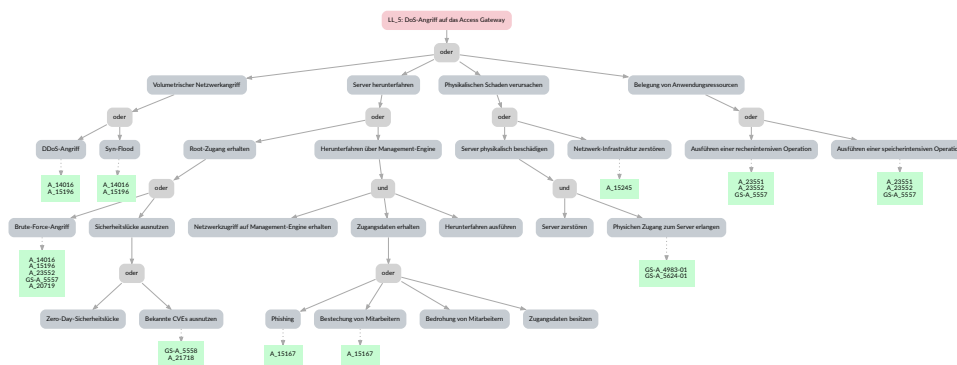 LL_5: DoS-Angriff auf das Access Gateway
oder
Volumetrischer Netzwerkangriff
Server herunterfahren
Physikalischen Schaden verursachen
Belegung von Anwendungsressourcen
oder
oder
oder
oder
DDoS-Angriff
Syn-Flood
Root-Zugang erhalten
Herunterfahren über Management-Engine
Server physikalisch beschädigen
Netzwerk-Infrastruktur zerstören
Ausführen einer rechenintensiven Operation
Ausführen einer speicherintensiven Operatio
A_14016
A_15196
A_14016
A_15196
oder
und
und
A_15245
A_23551
A_23552
GS-A_5557
A_23551
A_23552
GS-A_5557
Brute-Force-Angriff
Sicherheitslücke ausnutzen
Netzwerkzugriff auf Management-Engine erhalten
Zugangsdaten erhalten
Herunterfahren ausführen
Server zerstören
Physichen Zugang zum Server erlangen
A_14016
A_15196
A_23552
GS-A_5557
A_20719
oder
oder
GS-A_4983-01
GS-A_5624-01
Zero-Day-Sicherheitslücke
Bekannte CVEs ausnutzen
Phishing
Bestechung von Mitarbeitern
Bedrohung von Mitarbeitern
Zugangsdaten besitzen
GS-A_5558
A_21718
A_15167
A_15167